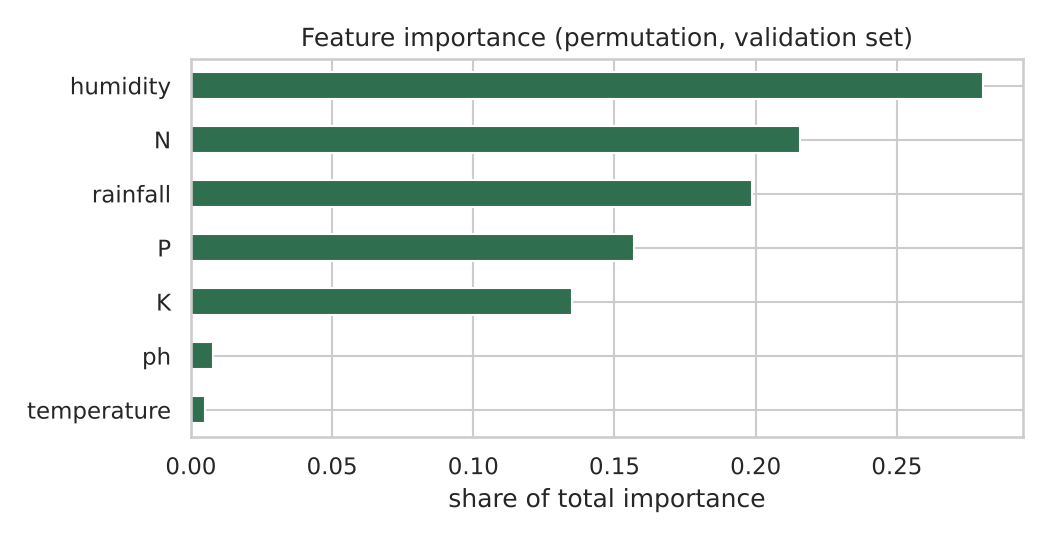 Feature importance (permutation, validation set)
humidity
N
rainfall
P
K
ph
temperature
0.00 0.05 0.10 0.15 0.20 0.25
share of total importance